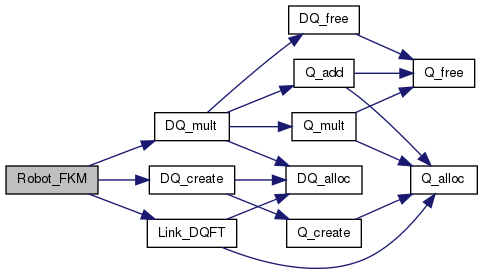 Robot_FKM
DQ_mult
DQ_create
Link_DQFT
DQ_free
Q_add
Q_mult
DQ_alloc
Q_create
Q_free
Q_alloc